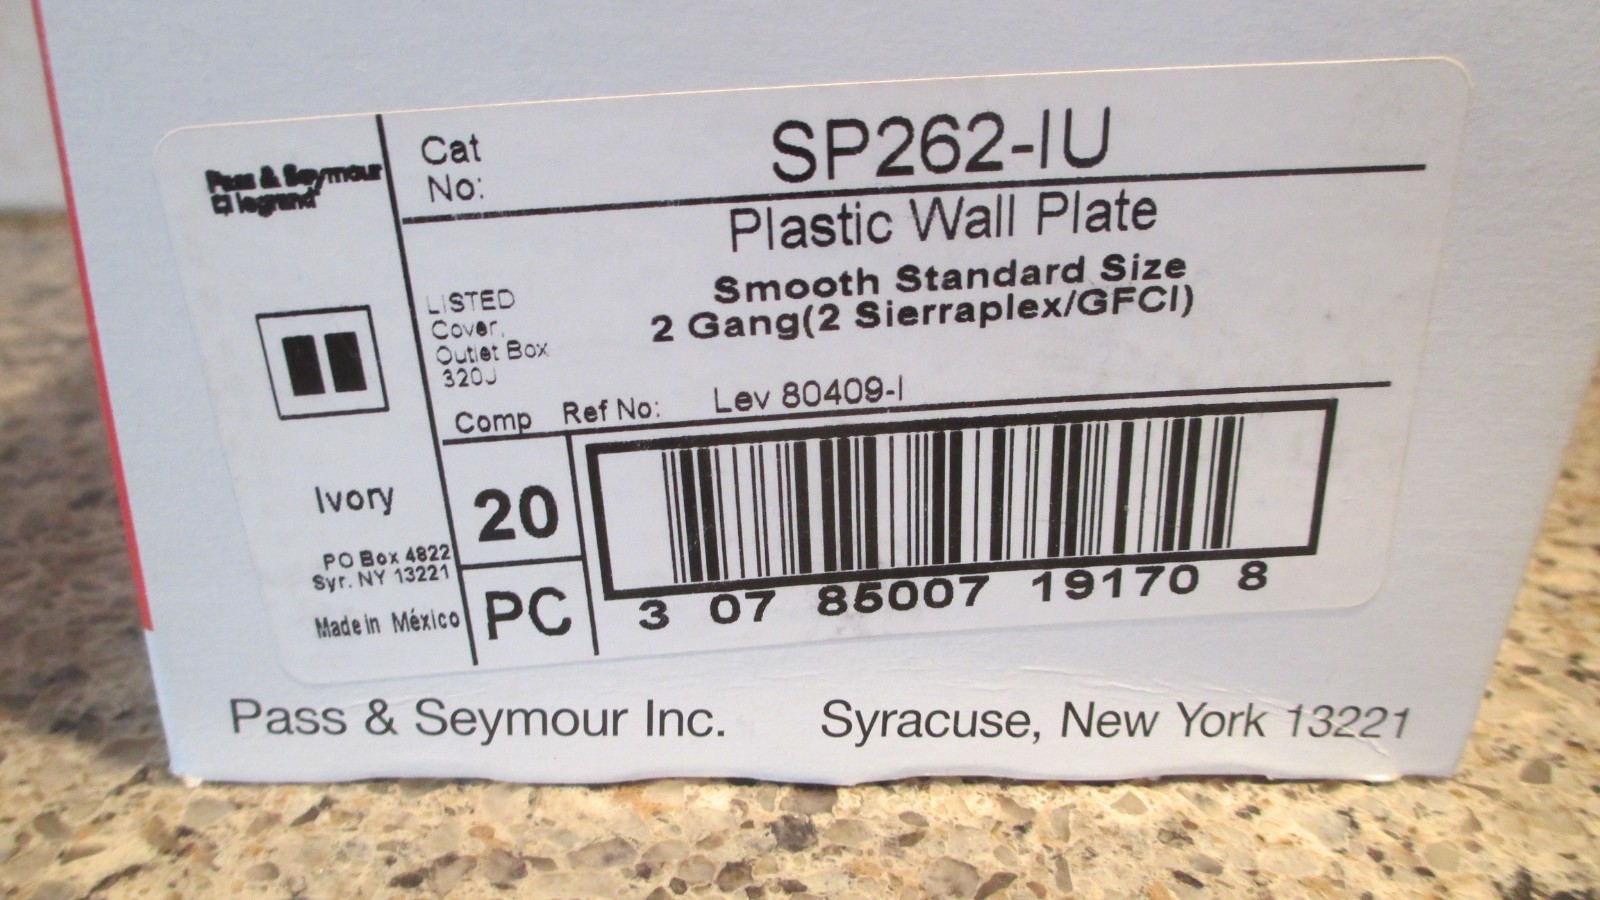 Pass & Seymour
legrand
Cat
No:
SP262-IU
Plastic Wall Plate
Smooth Standard Size
2 Gang(2 Sierraplex/GFCI)
LISTED
Cover,
Outlet Box
320J
Comp Ref No: Lev 80409-I
Ivory
20
PO Box 4822
Syr. NY 13221
Made in México
PC
3 07 85007 19170 8
Pass & Seymour Inc. Syracuse, New York 13221